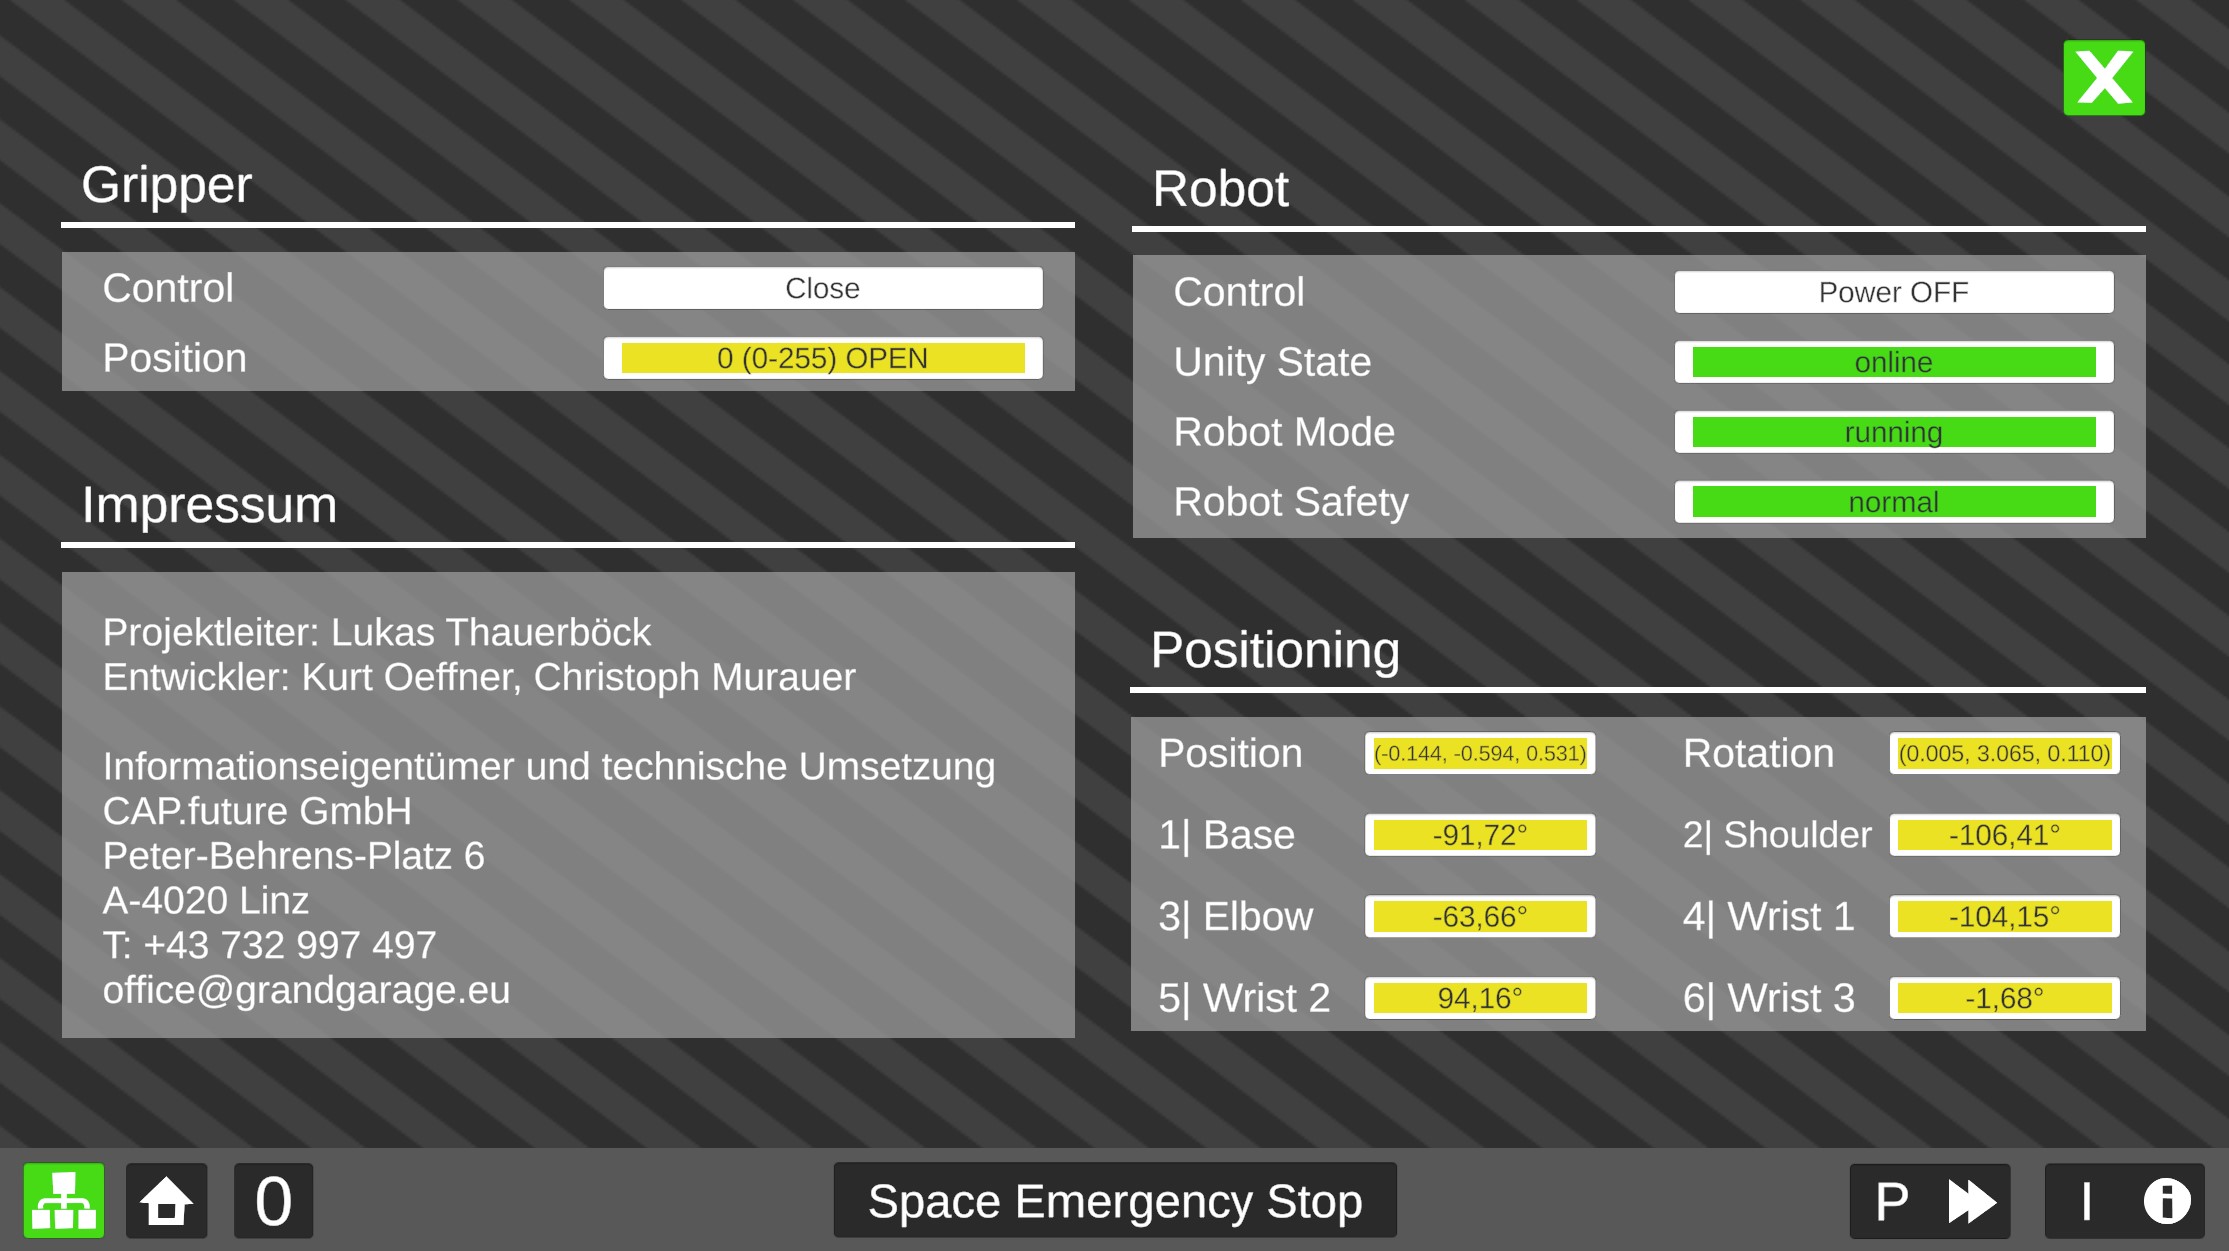 X
Gripper
Control
Close
Position
0 (0-255) OPEN
Impressum
Projektleiter: Lukas Thauerböck
Entwickler: Kurt Oeffner, Christoph Murauer
Informationseigentümer und technische Umsetzung
CAP.future GmbH
Peter-Behrens-Platz 6
A-4020 Linz
T: +43 732 997 497
office@grandgarage.eu
Robot
Control
Power OFF
Unity State
online
Robot Mode
running
Robot Safety
normal
Positioning
Position (-0.144, -0.594, 0.531) Rotation (0.005, 3.065, 0.110)
1| Base -91,72° 2| Shoulder -106,41°
3| Elbow -63,66° 4| Wrist 1 -104,15°
5| Wrist 2 94,16° 6| Wrist 3 -1,68°
0 Space Emergency Stop P I